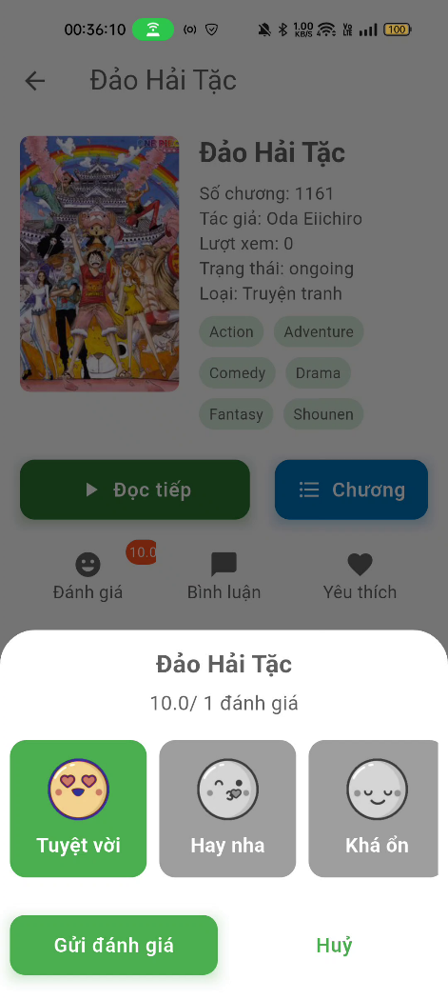 00:36:10
1.00
KB/S
Vo
LTE
100
Đảo Hải Tặc
Đảo Hải Tặc
Số chương: 1161
Tác giả: Oda Eiichiro
Lượt xem: 0
Trạng thái: ongoing
Loại: Truyện tranh
Action
Adventure
Comedy
Drama
Fantasy
Shounen
Đọc tiếp
Chương
10.0
Đánh giá
Bình luận
Yêu thích
Đảo Hải Tặc
10.0/ 1 đánh giá
Tuyệt vời
Hay nha
Khá ổn
Gửi đánh giá
Huỷ